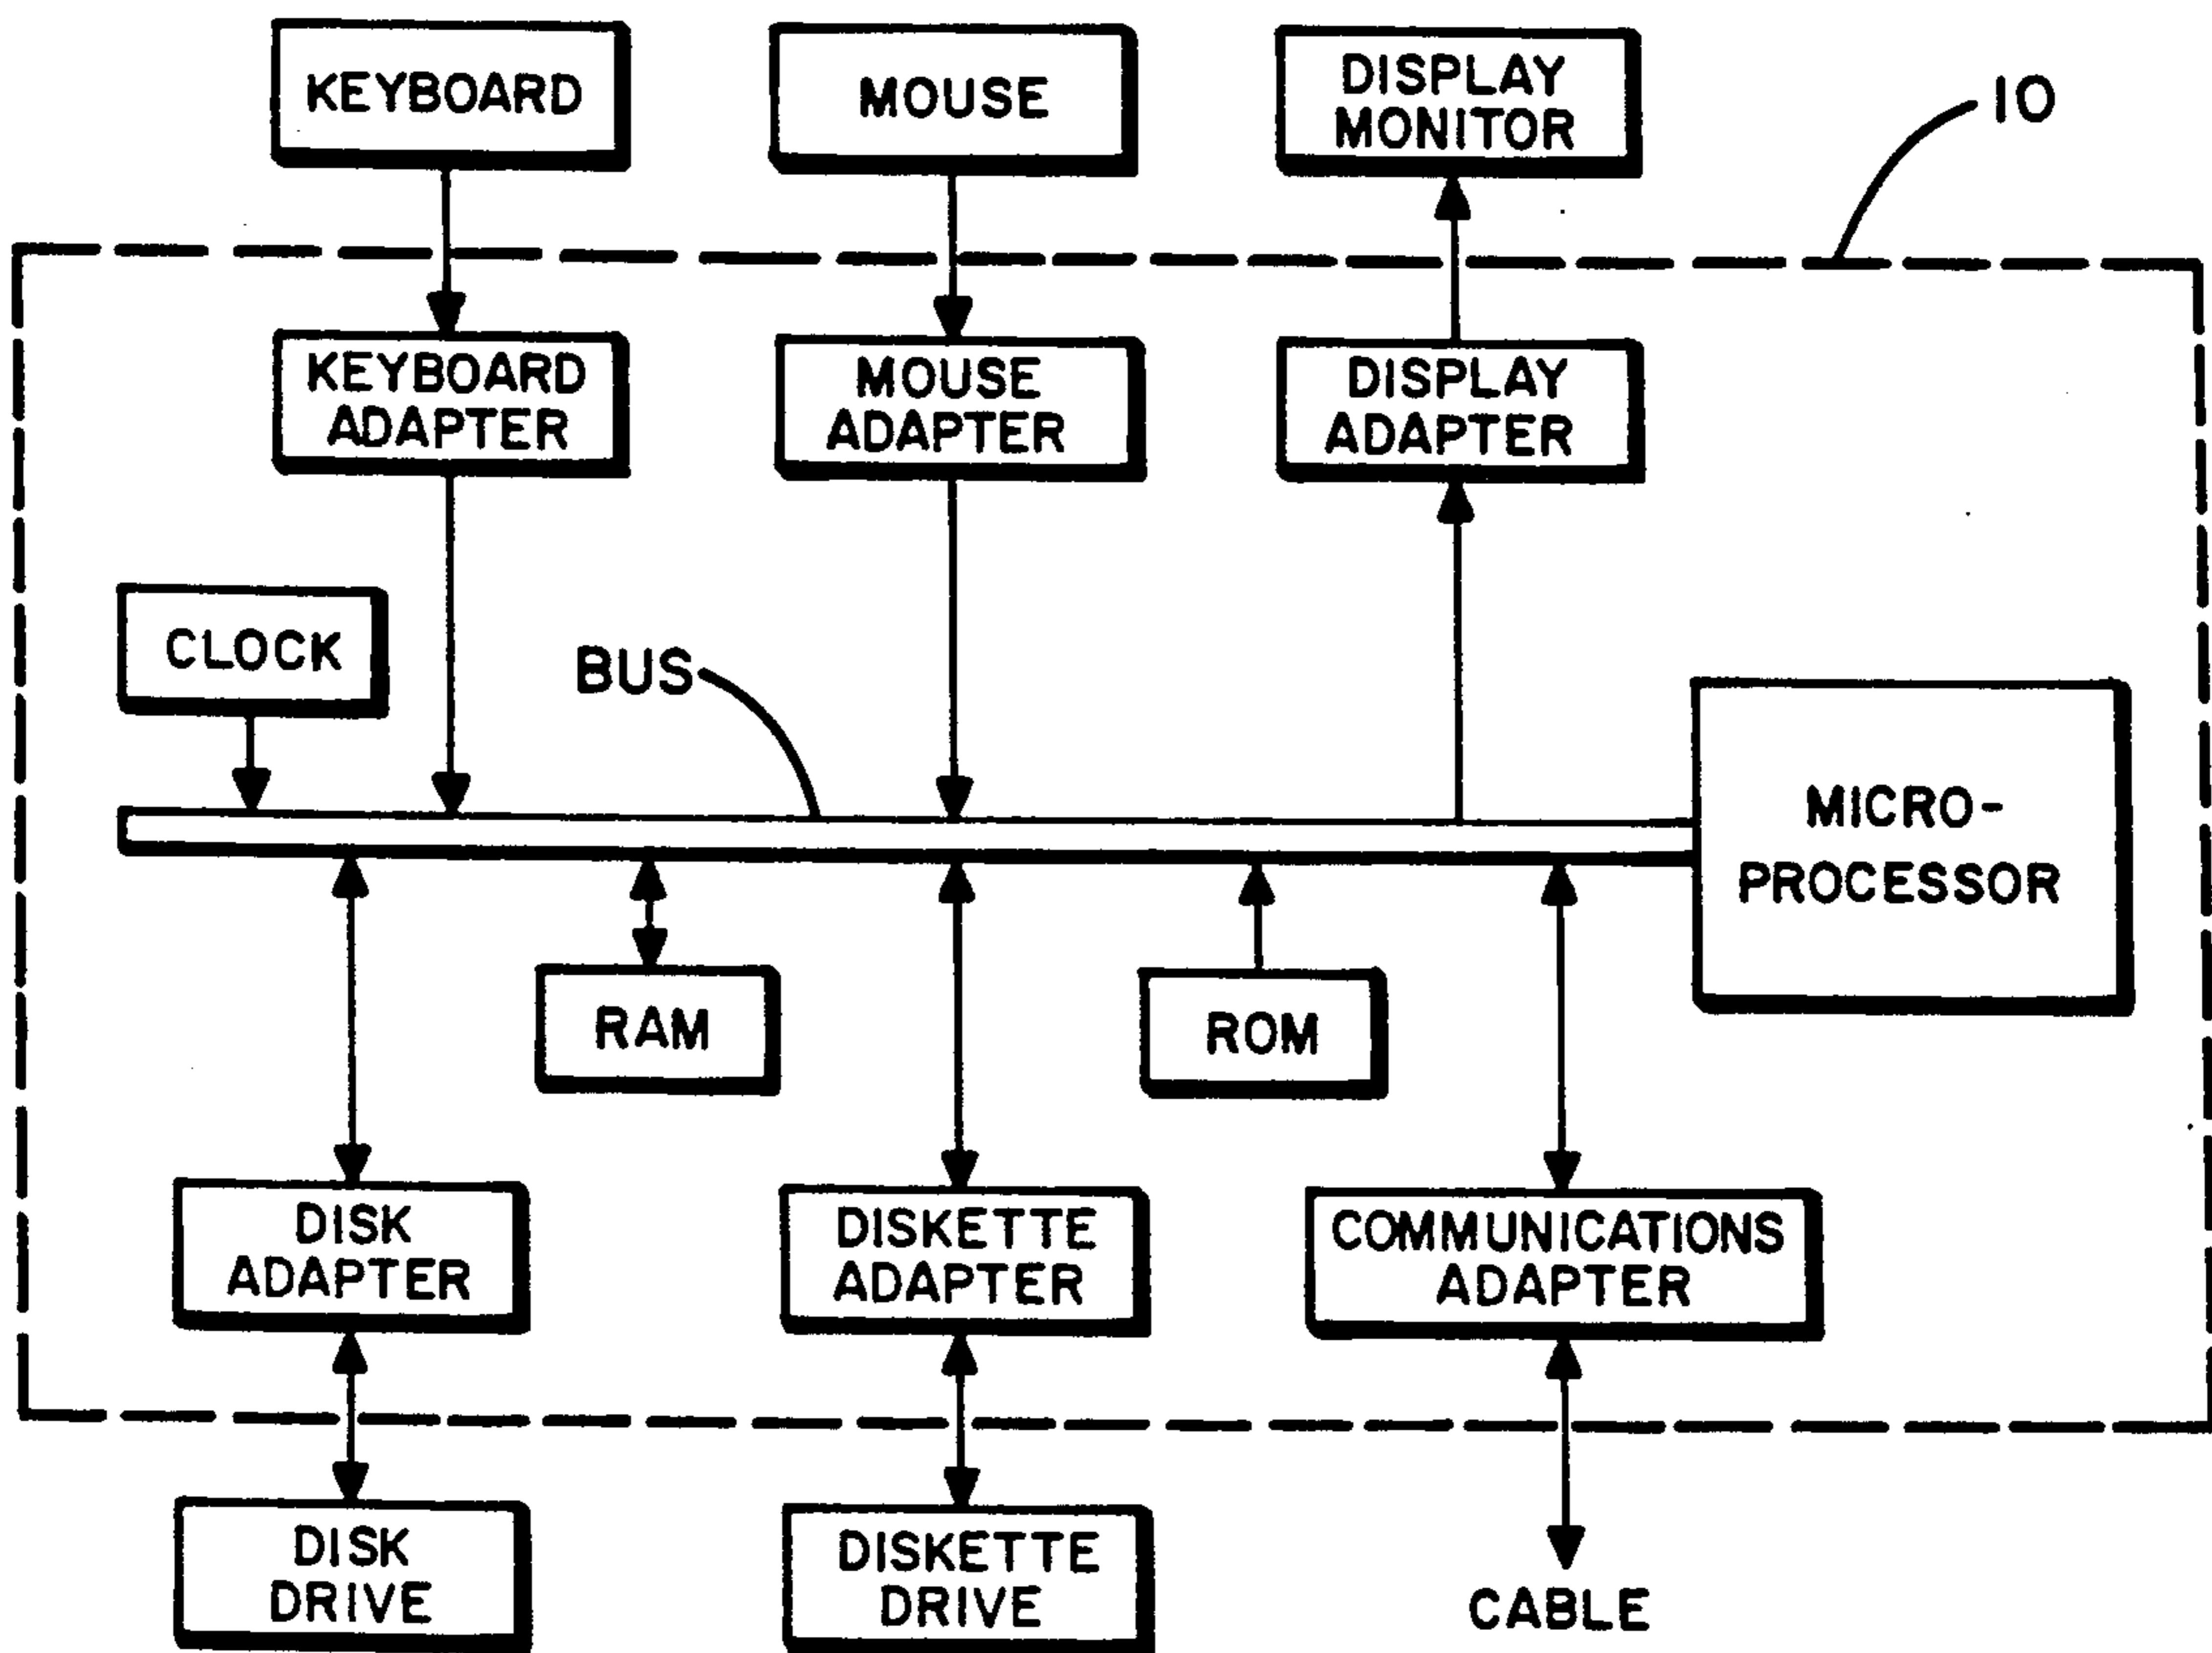 KEYBOARD
MOUSE
DISPLAY
MONITOR
10
KEYBOARD
ADAPTER
MOUSE
ADAPTER
DISPLAY
ADAPTER
CLOCK
BUS
MICRO-
PROCESSOR
RAM
ROM
DISK
ADAPTER
DISKETTE
ADAPTER
COMMUNICATIONS
ADAPTER
DISK
DRIVE
DISKETTE
DRIVE
CABLE